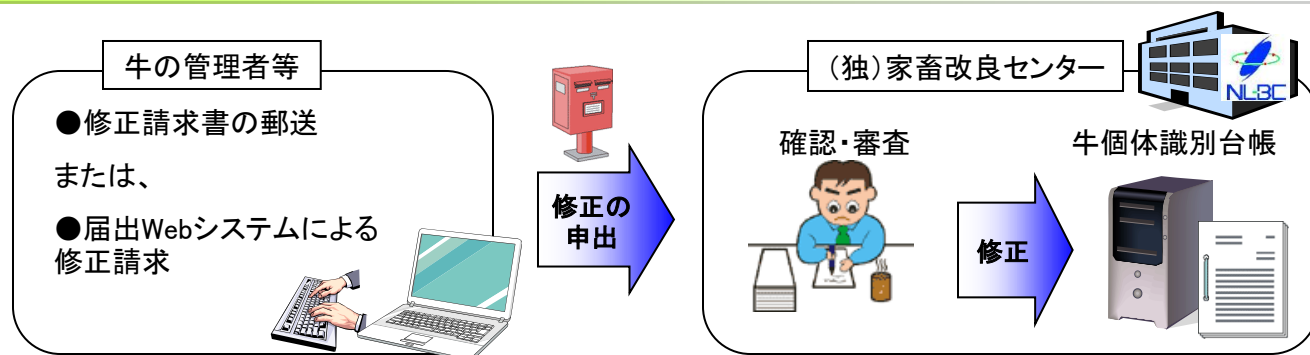 牛の管理者等
●修正請求書の郵送
または、
●届出Webシステムによる
修正請求
修正の
申出
（独）家畜改良センター
NLBC
確認・審査
修正
牛個体識別台帳